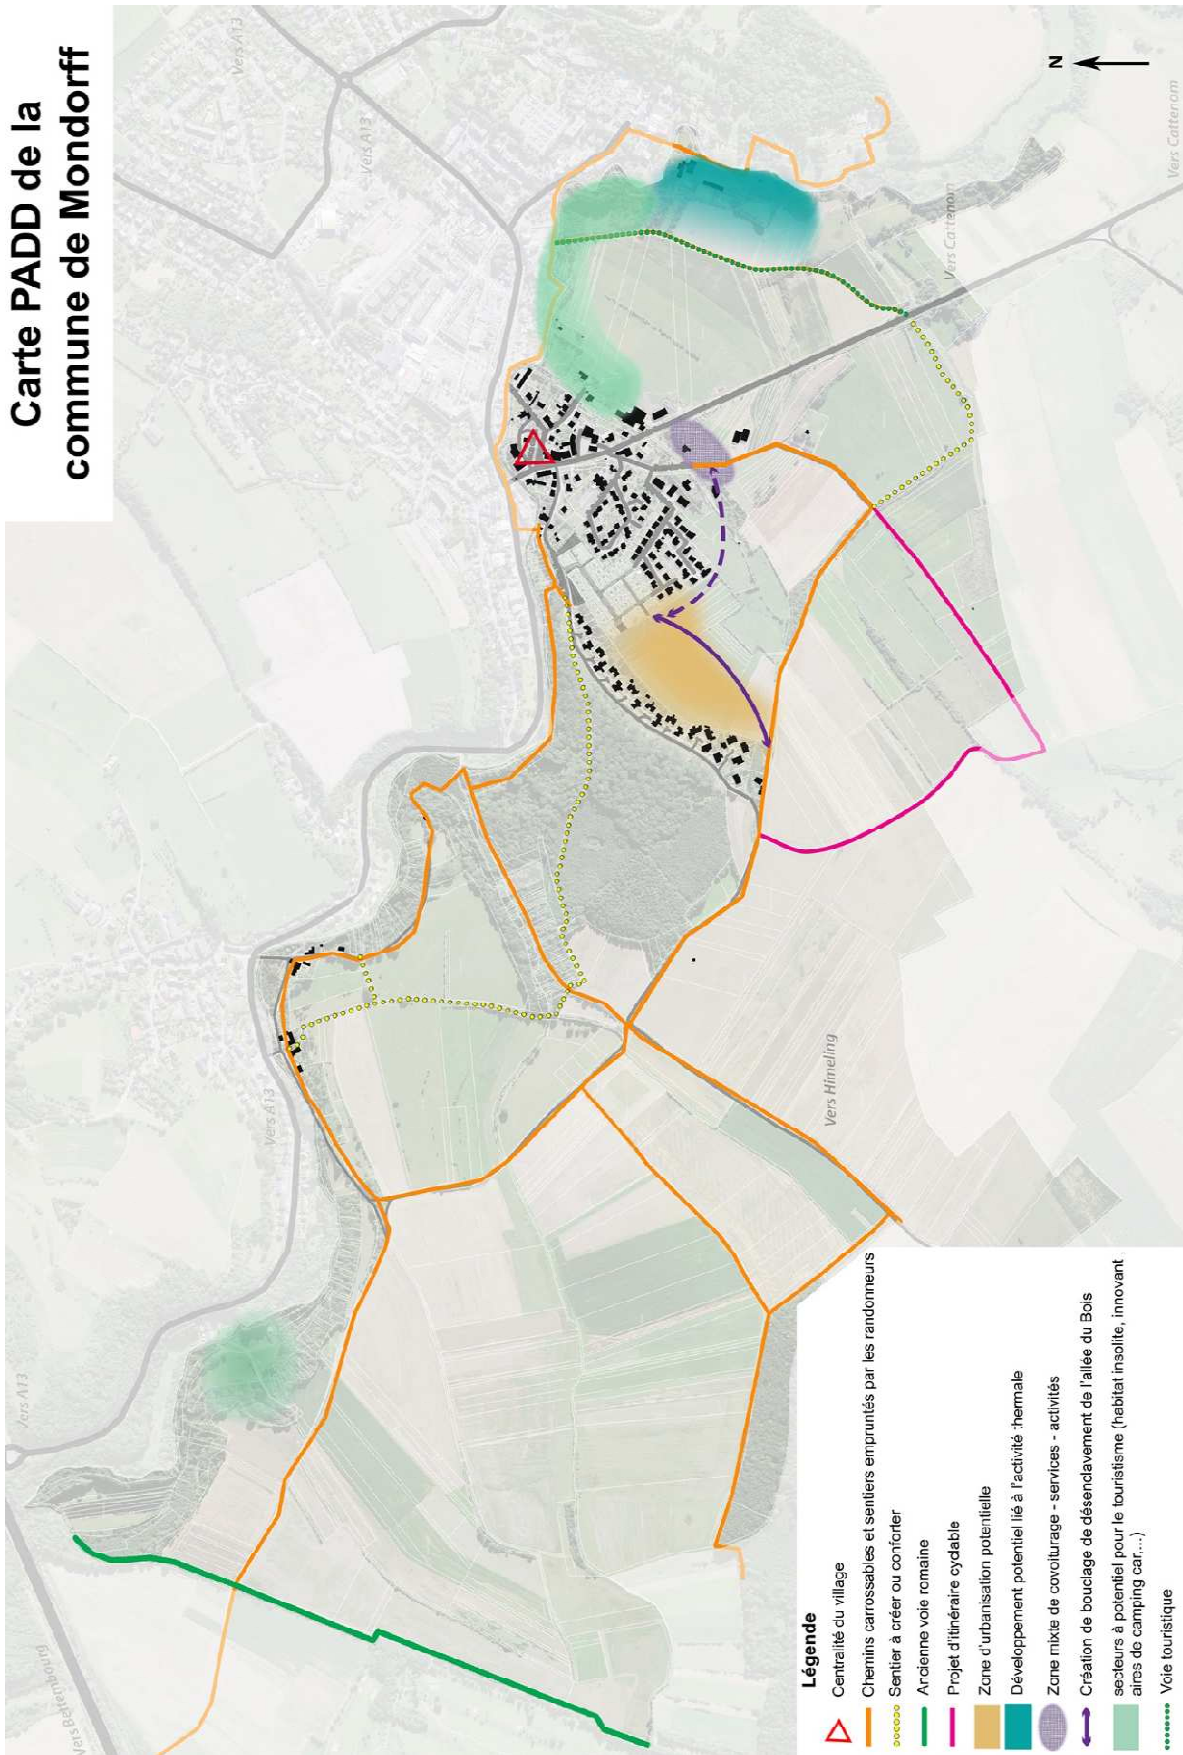 Carte PADD de la
commune de Mondorff
N
Vers A13
Vers A13
Vers Cattenom
Vers Cattenom
Vers A13
Vers A13
Vers Himeling
Légende
Centralité du village
Chemins carrossables et sentiers empruntés par les randonneurs
Sentier à créer ou conforter
Ancienne voie romaine
Projet d'itinéraire cyclable
Zone d'urbanisation potentielle
Développement potentiel lié à l'activité thermale
Zone mixte de covoiturage - services - activités
Création de bouclage de désenclavement de l'allée du Bois
secteurs à potentiel pour le touristisme (habitat insolite, innovant
aires de camping car,...)
Voie touristique